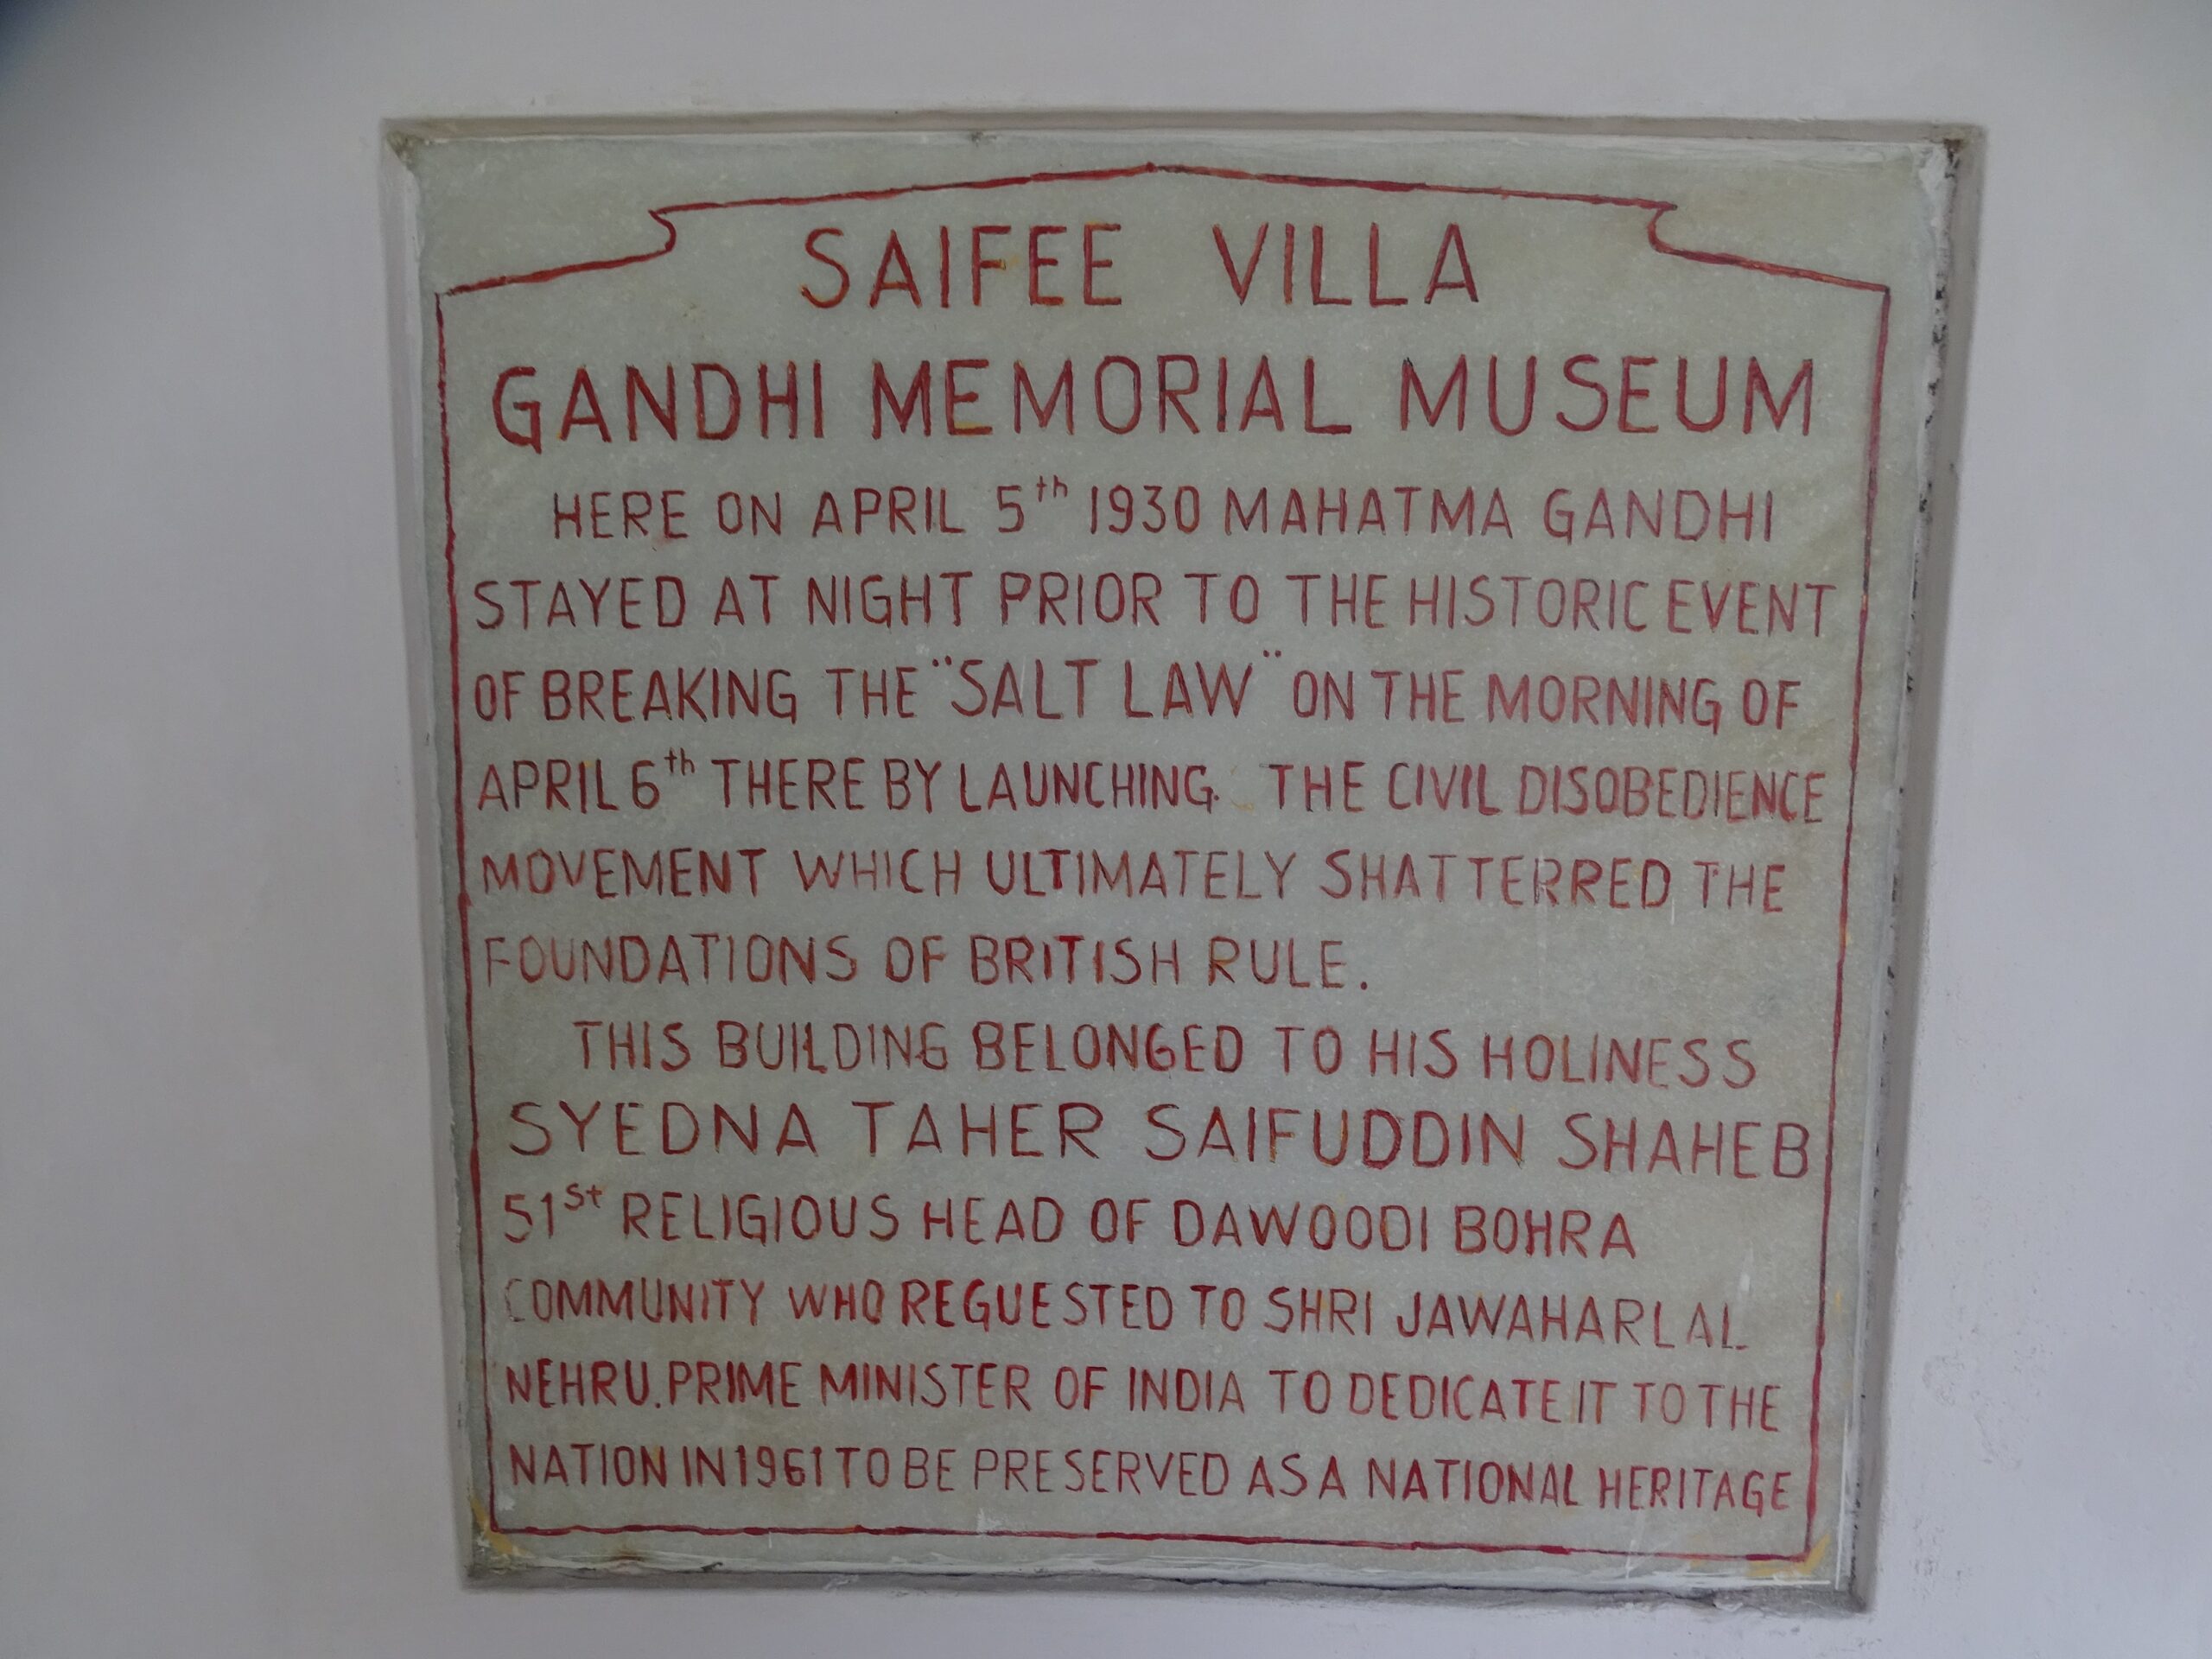 SAIFEE VILLA
GANDHI MEMORIAL MUSEUM
HERE ON APRIL 5th 1930 MAHATMA GANDHI
STAYED AT NIGHT PRIOR TO THE HISTORIC EVENT
OF BREAKING THE "SALT LAW" ON THE MORNING OF
APRIL 6th THERE BY LAUNCHING THE CIVIL DISOBEDIENCE
MOVEMENT WHICH ULTIMATELY SHATTERRED THE
FOUNDATIONS OF BRITISH RULE.
THIS BUILDING BELONGED TO HIS HOLINESS
SYEDNA TAHER SAIFUDDIN SHAHEB
51st RELIGIOUS HEAD OF DAWOODI BOHRA
COMMUNITY WHO REGUESTED TO SHRI JAWAHARLAL
NEHRU. PRIME MINISTER OF INDIA TO DEDICATE IT TO THE
NATION IN 1961 TO BE PRESERVED AS A NATIONAL HERITAGE